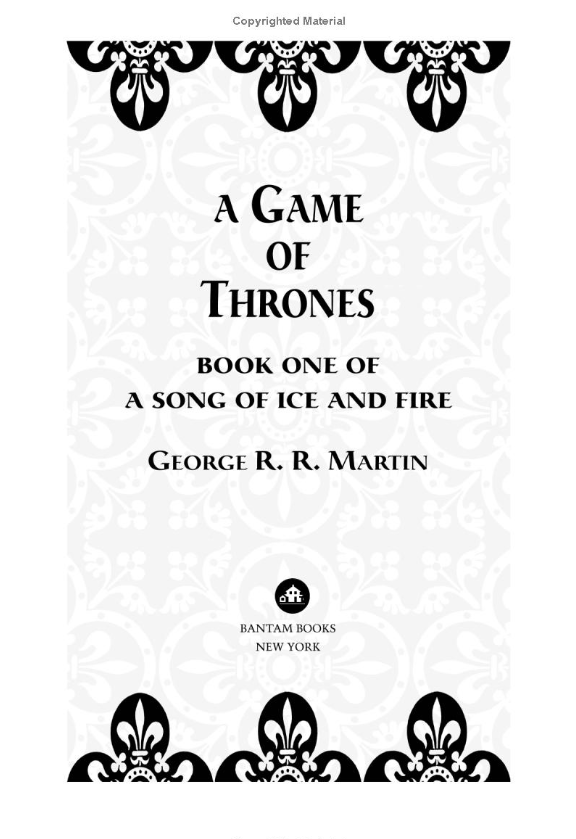 Copyrighted Material
A GAME
OF
THRONES
BOOK ONE OF
A SONG OF ICE AND FIRE
GEORGE R. R. MARTIN
BANTAM BOOKS
NEW YORK